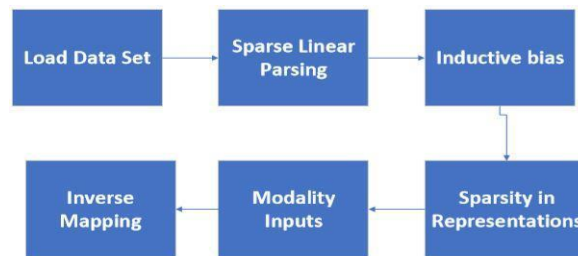 Load Data Set
Sparse Linear
Parsing
Inductive bias
Sparsity in
Representations
Modality
Inputs
Inverse
Mapping